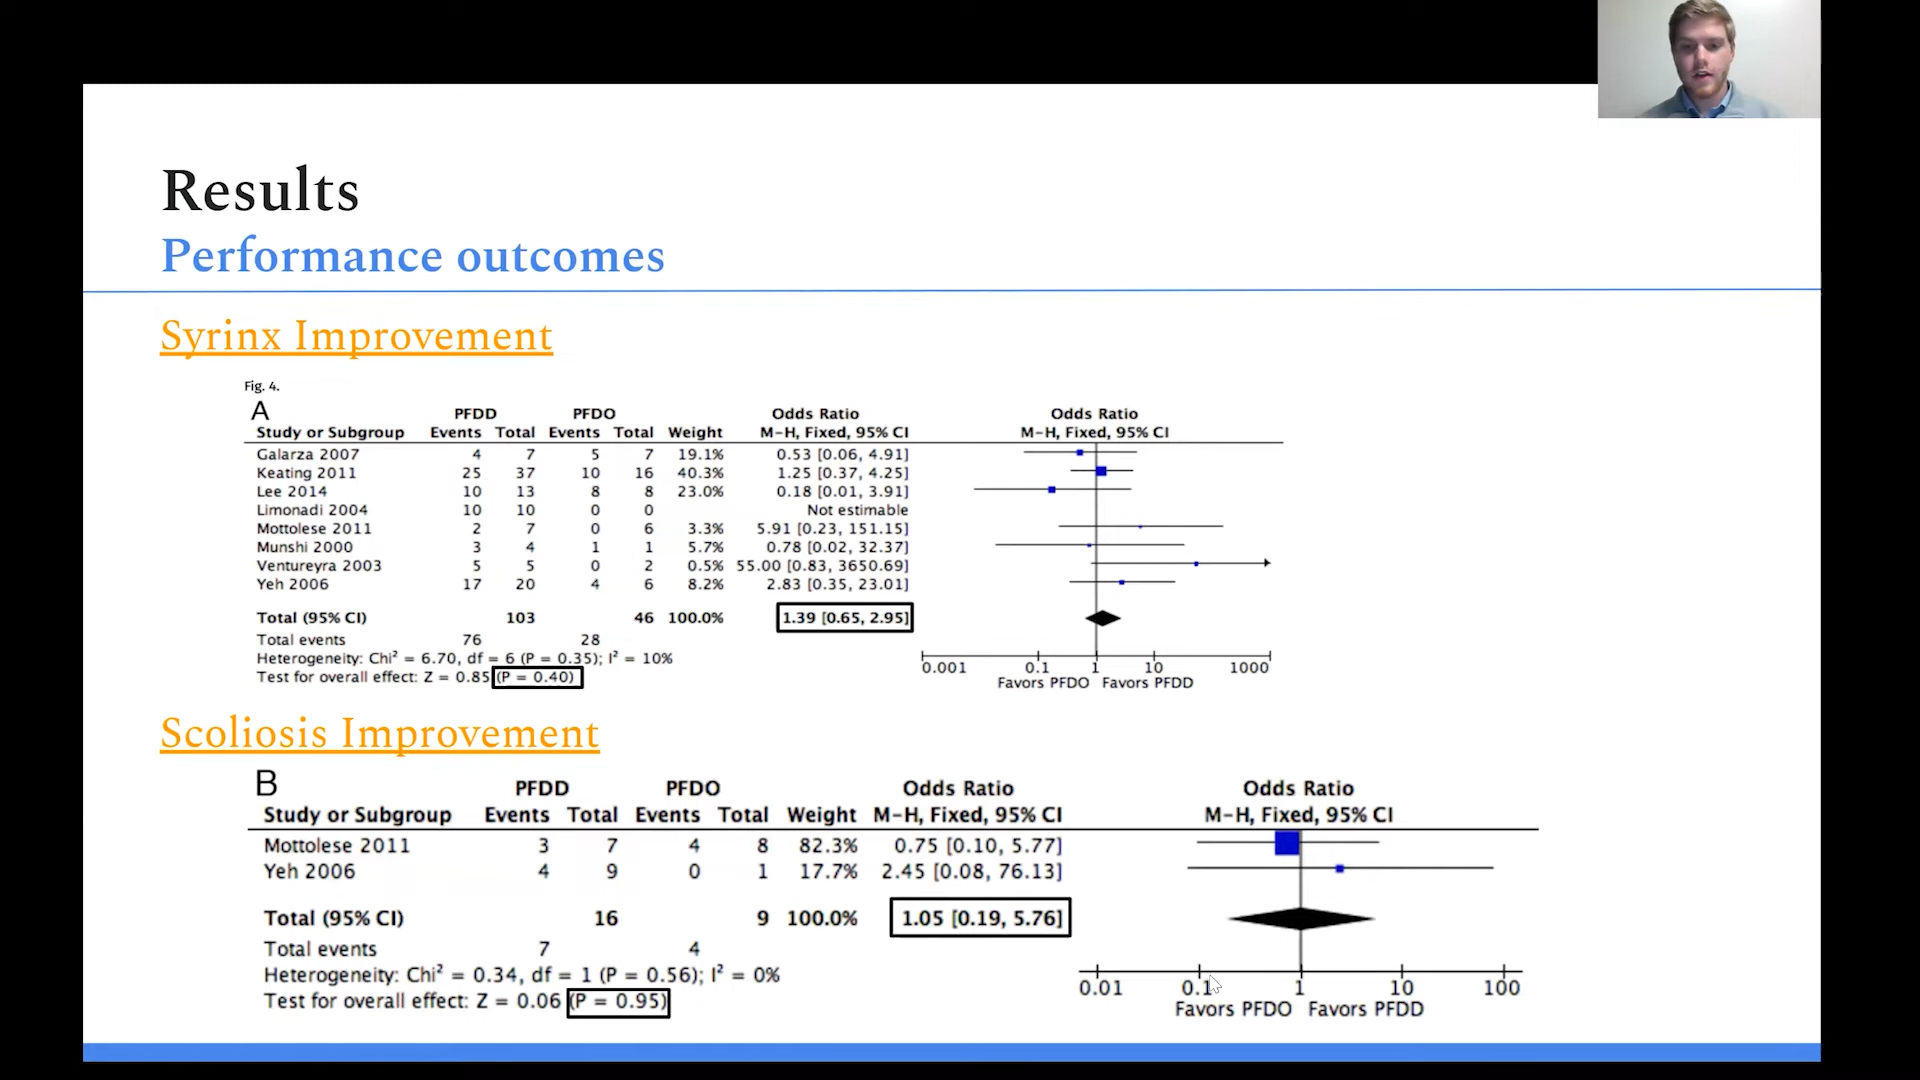 Results
Performance outcomes
Syrinx Improvement
Fig. 4.
A
PFDD PFDO Odds Ratio Odds Ratio
Study or Subgroup Events Total Events Total Weight M-H, Fixed, 95% CI M-H, Fixed, 95% CI
Galarza 2007 4 7 5 7 19.1% 0.53 [0.06, 4.91]
Keating 2011 25 37 10 16 40.3% 1.25 [0.37, 4.25]
Lee 2014 10 13 8 8 23.0% 0.18 [0.01, 3.91]
Limonadi 2004 10 10 0 0 Not estimable
Mottolese 2011 2 7 0 6 3.3% 5.91 [0.23, 151.15]
Munshi 2000 3 4 1 1 5.7% 0.78 [0.02, 32.37]
Ventureyra 2003 5 5 0 2 0.5% 55.00 [0.83, 3650.69]
Yeh 2006 17 20 4 6 8.2% 2.83 [0.35, 23.01]
Total (95% CI) 103 46 100.0% 1.39 [0.65, 2.95]
Total events 76 28
Heterogeneity: Chi² = 6.70, df = 6 (P = 0.35); I² = 10%
Test for overall effect: Z = 0.85 (P = 0.40)
0.001 0.1 1 10 1000
Favors PFDO Favors PFDD
Scoliosis Improvement
B
PFDD PFDO Odds Ratio Odds Ratio
Study or Subgroup Events Total Events Total Weight M-H, Fixed, 95% CI M-H, Fixed, 95% CI
Mottolese 2011 3 7 4 8 82.3% 0.75 [0.10, 5.77]
Yeh 2006 4 9 0 1 17.7% 2.45 [0.08, 76.13]
Total (95% CI) 16 9 100.0% 1.05 [0.19, 5.76]
Total events 7 4
Heterogeneity: Chi² = 0.34, df = 1 (P = 0.56); I² = 0%
Test for overall effect: Z = 0.06 (P = 0.95)
0.01 0.1 1 10 100
Favors PFDO Favors PFDD